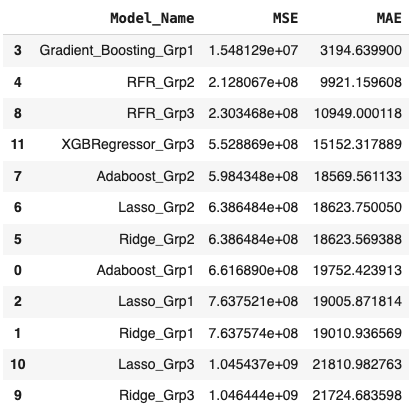 Model_Name MSE MAE
3 Gradient_Boosting_Grp1 1.548129e+07 3194.639900
4 RFR_Grp2 2.128067e+08 9921.159608
8 RFR_Grp3 2.303468e+08 10949.000118
11 XGBRegressor_Grp3 5.528869e+08 15152.317889
7 Adaboost_Grp2 5.984348e+08 18569.561133
6 Lasso_Grp2 6.386484e+08 18623.750050
5 Ridge_Grp2 6.386484e+08 18623.569388
0 Adaboost_Grp1 6.616890e+08 19752.423913
2 Lasso_Grp1 7.637521e+08 19005.871814
1 Ridge_Grp1 7.637574e+08 19010.936569
10 Lasso_Grp3 1.045437e+09 21810.982763
9 Ridge_Grp3 1.046444e+09 21724.683598